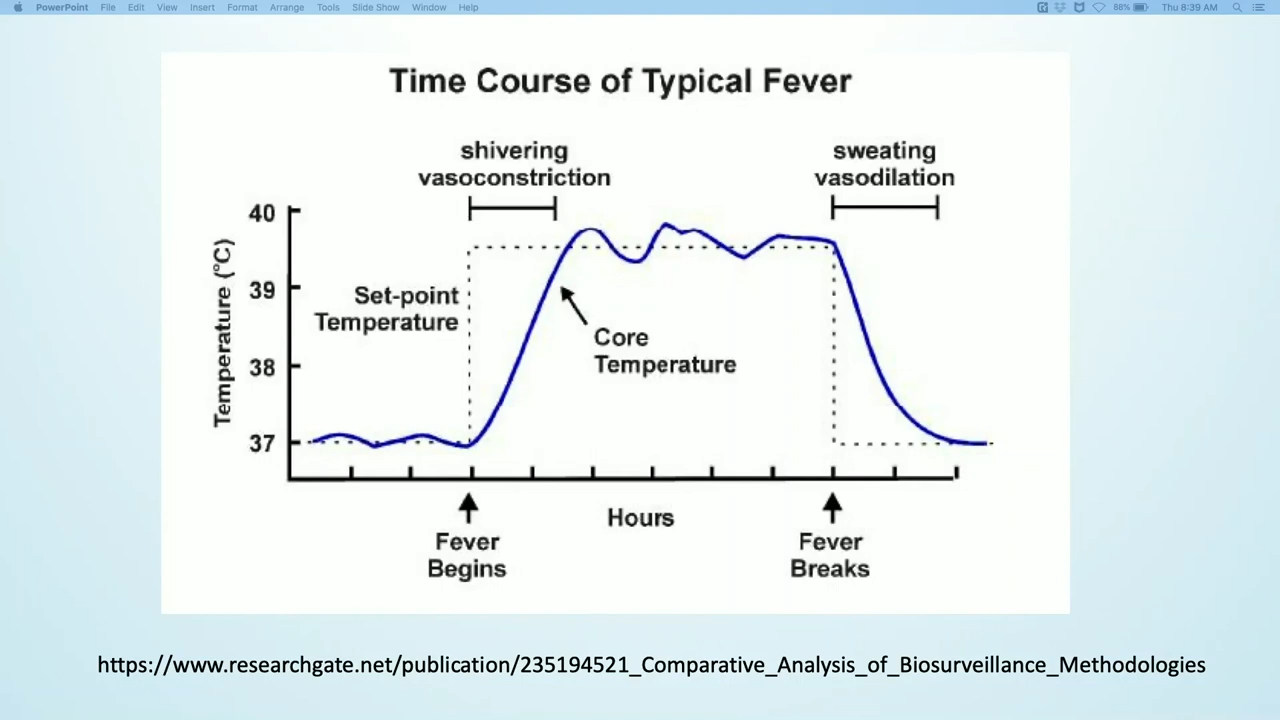 PowerPoint File Edit View Insert Format Arrange Tools Slide Show Window Help 86% Thu 8:39 AM
Time Course of Typical Fever
shivering
vasoconstriction
sweating
vasodilation
40
39
38
37
Temperature (°C)
Set-point
Temperature
Core
Temperature
Hours
Fever
Begins
Fever
Breaks
https://www.researchgate.net/publication/235194521_Comparative_Analysis_of_Biosurveillance_Methodologies